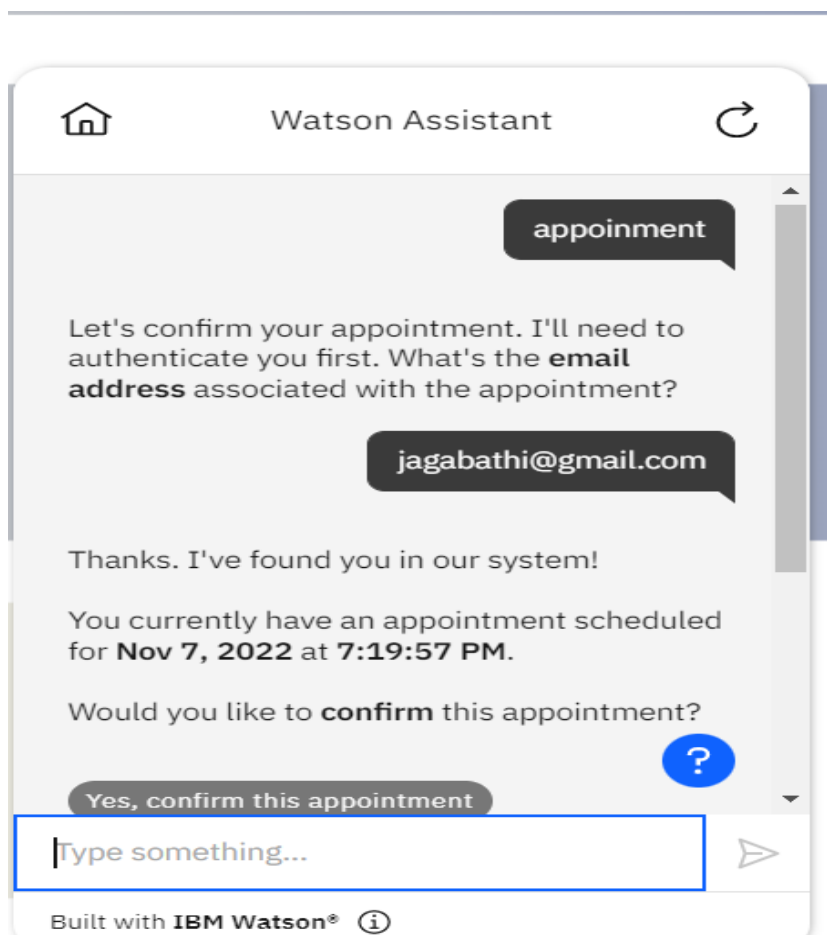 Watson Assistant
appoinment
Let's confirm your appointment. I'll need to
authenticate you first. What's the email
address associated with the appointment?
jagabathi@gmail.com
Thanks. I've found you in our system!
You currently have an appointment scheduled
for Nov 7, 2022 at 7:19:57 PM.
Would you like to confirm this appointment?
?
Yes, confirm this appointment
Type something...
Built with IBM Watson®